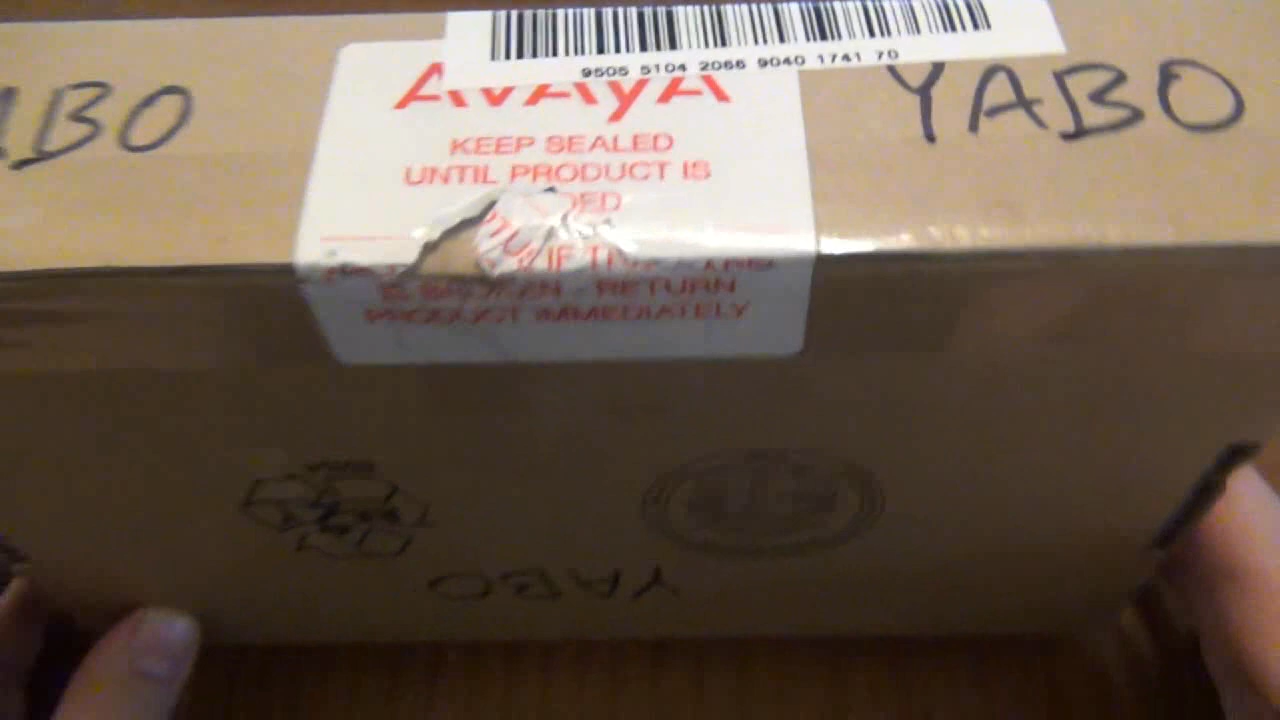 9505 5104 2066 9040 1741 70
AVAYA
YABO
KEEP SEALED
UNTIL PRODUCT IS
IF
IS BROKEN RETURN
PRODUCT IMMEDIATELY
YABO